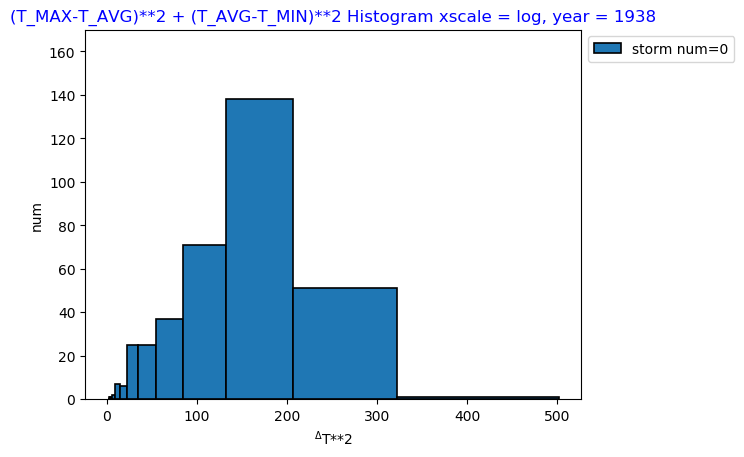 (T_MAX-T_AVG)**2 + (T_AVG-T_MIN)**2 Histogram xscale = log, year = 1938
storm num=0
num
160
140
120
100
80
60
40
20
0
0 100 200 300 400 500
ΔT**2